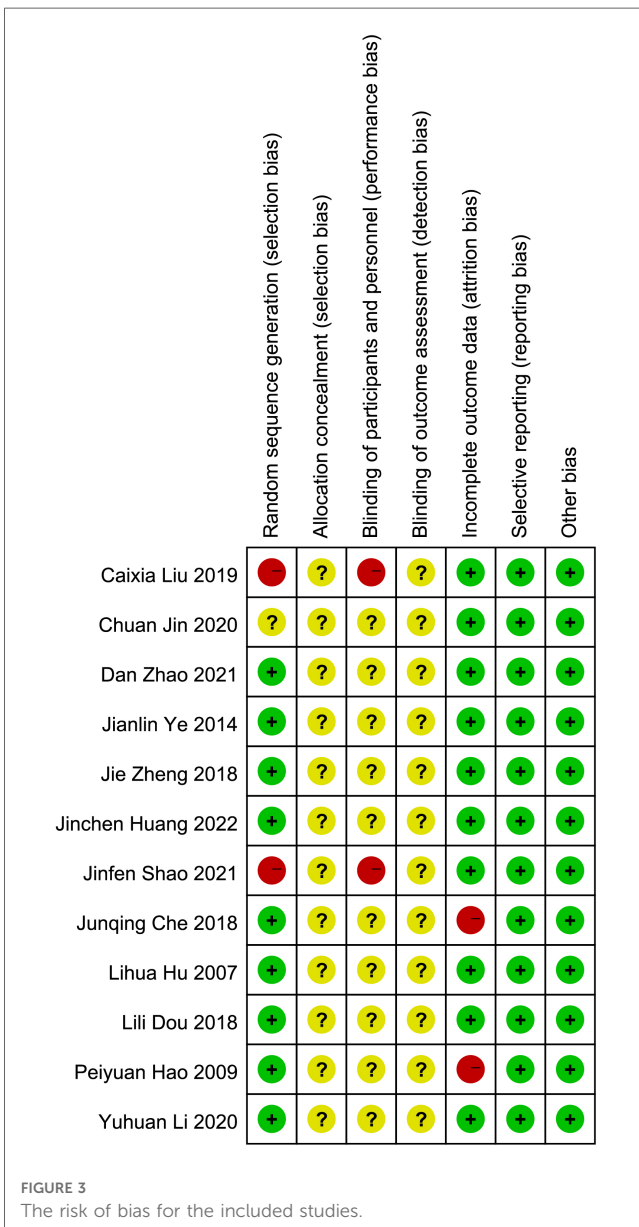 Random sequence generation (selection bias)
Allocation concealment (selection bias)
Blinding of participants and personnel (performance bias)
Blinding of outcome assessment (detection bias)
Incomplete outcome data (attrition bias)
Selective reporting (reporting bias)
Other bias
Caixia Liu 2019 − ? − ? + + +
Chuan Jin 2020 ? ? ? ? + + +
Dan Zhao 2021 + ? ? ? + + +
Jianlin Ye 2014 + ? ? ? + + +
Jie Zheng 2018 + ? ? ? + + +
Jinchen Huang 2022 + ? ? ? + + +
Jinfen Shao 2021 − ? − ? + + +
Junqing Che 2018 + ? ? ? − + +
Lihua Hu 2007 + ? ? ? + + +
Lili Dou 2018 + ? ? ? + + +
Peiyuan Hao 2009 + ? ? ? − + +
Yuhuan Li 2020 + ? ? ? + + +
FIGURE 3
The risk of bias for the included studies.